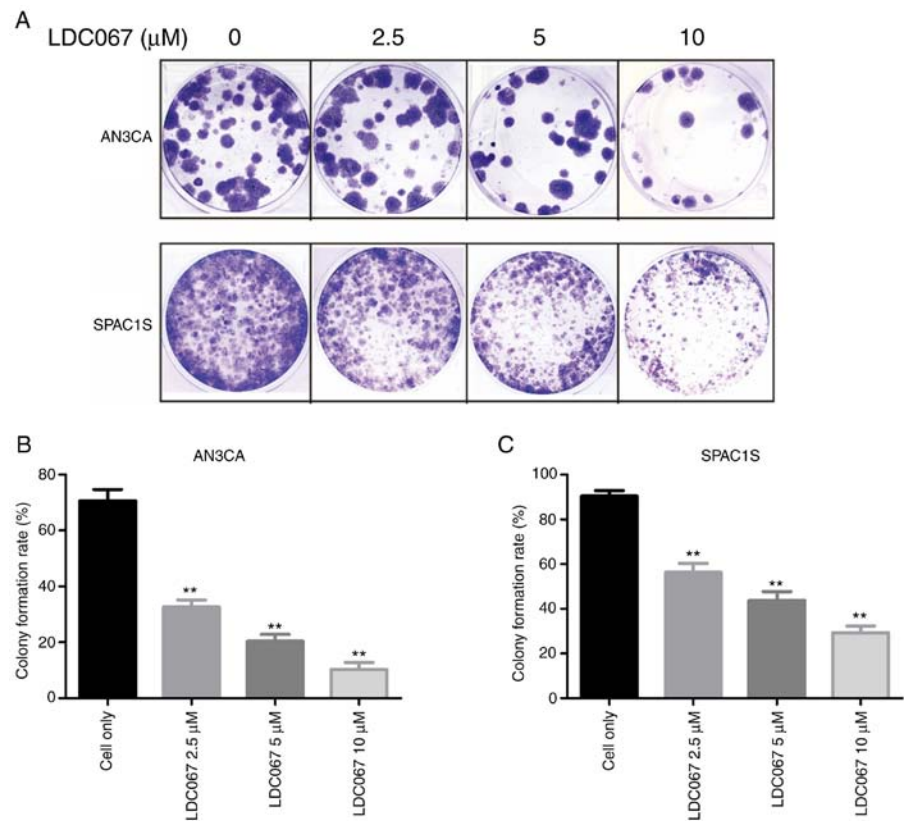 A
LDC067 (μM) 0 2.5 5 10
AN3CA
SPAC1S
B
AN3CA
Colony formation rate (%)
80
60
40
20
0
**
**
**
Cell only
LDC067 2.5 μM
LDC067 5 μM
LDC067 10 μM
C
SPAC1S
Colony formation rate (%)
100
80
60
40
20
0
**
**
**
Cell only
LDC067 2.5 μM
LDC067 5 μM
LDC067 10 μM